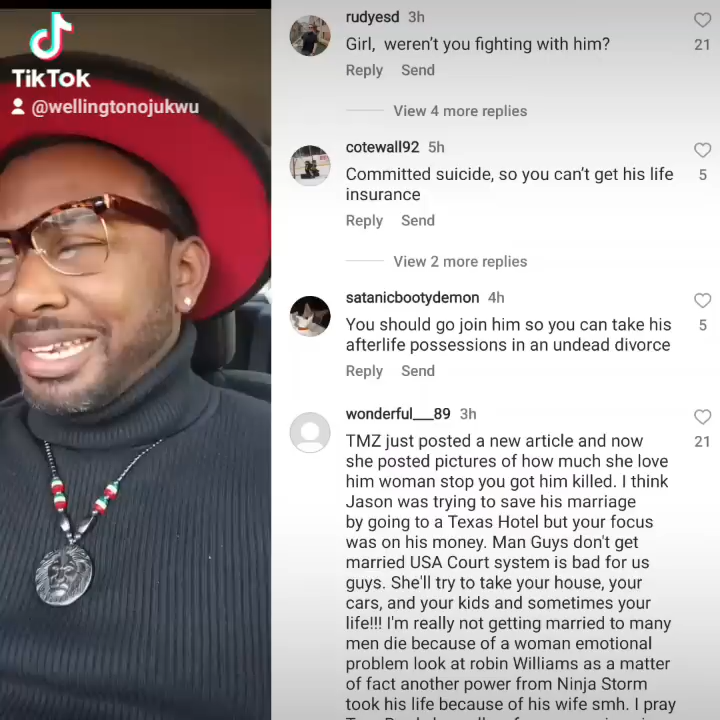 TikTok
@wellingtonojukwu
rudyesd 3h
Girl, weren't you fighting with him?
21
Reply Send
View 4 more replies
cotewall92 5h
Committed suicide, so you can't get his life
insurance
5
Reply Send
View 2 more replies
satanicbootydemon 4h
You should go join him so you can take his
afterlife possessions in an undead divorce
5
Reply Send
wonderful___89 3h
TMZ just posted a new article and now
she posted pictures of how much she love
him woman stop you got him killed. I think
Jason was trying to save his marriage
by going to a Texas Hotel but your focus
was on his money. Man Guys don't get
married USA Court system is bad for us
guys. She'll try to take your house, your
cars, and your kids and sometimes your
life!!! I'm really not getting married to many
men die because of a woman emotional
problem look at robin Williams as a matter
of fact another power from Ninja Storm
took his life because of his wife smh. I pray
21